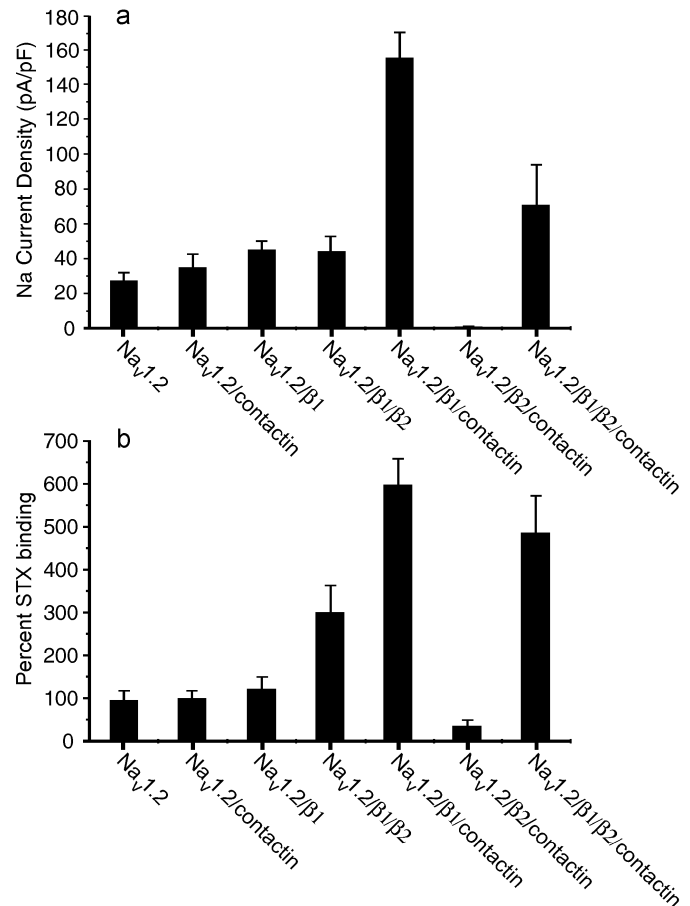 a
Na Current Density (pA/pF)
180
160
140
120
100
80
60
40
20
0
Nav1.2
Nav1.2/contactin
Nav1.2/β1
Nav1.2/β1/β2
Nav1.2/β1/contactin
Nav1.2/β2/contactin
Nav1.2/β1/β2/contactin
b
Percent STX binding
700
600
500
400
300
200
100
0
Nav1.2
Nav1.2/contactin
Nav1.2/β1
Nav1.2/β1/β2
Nav1.2/β1/contactin
Nav1.2/β2/contactin
Nav1.2/β1/β2/contactin